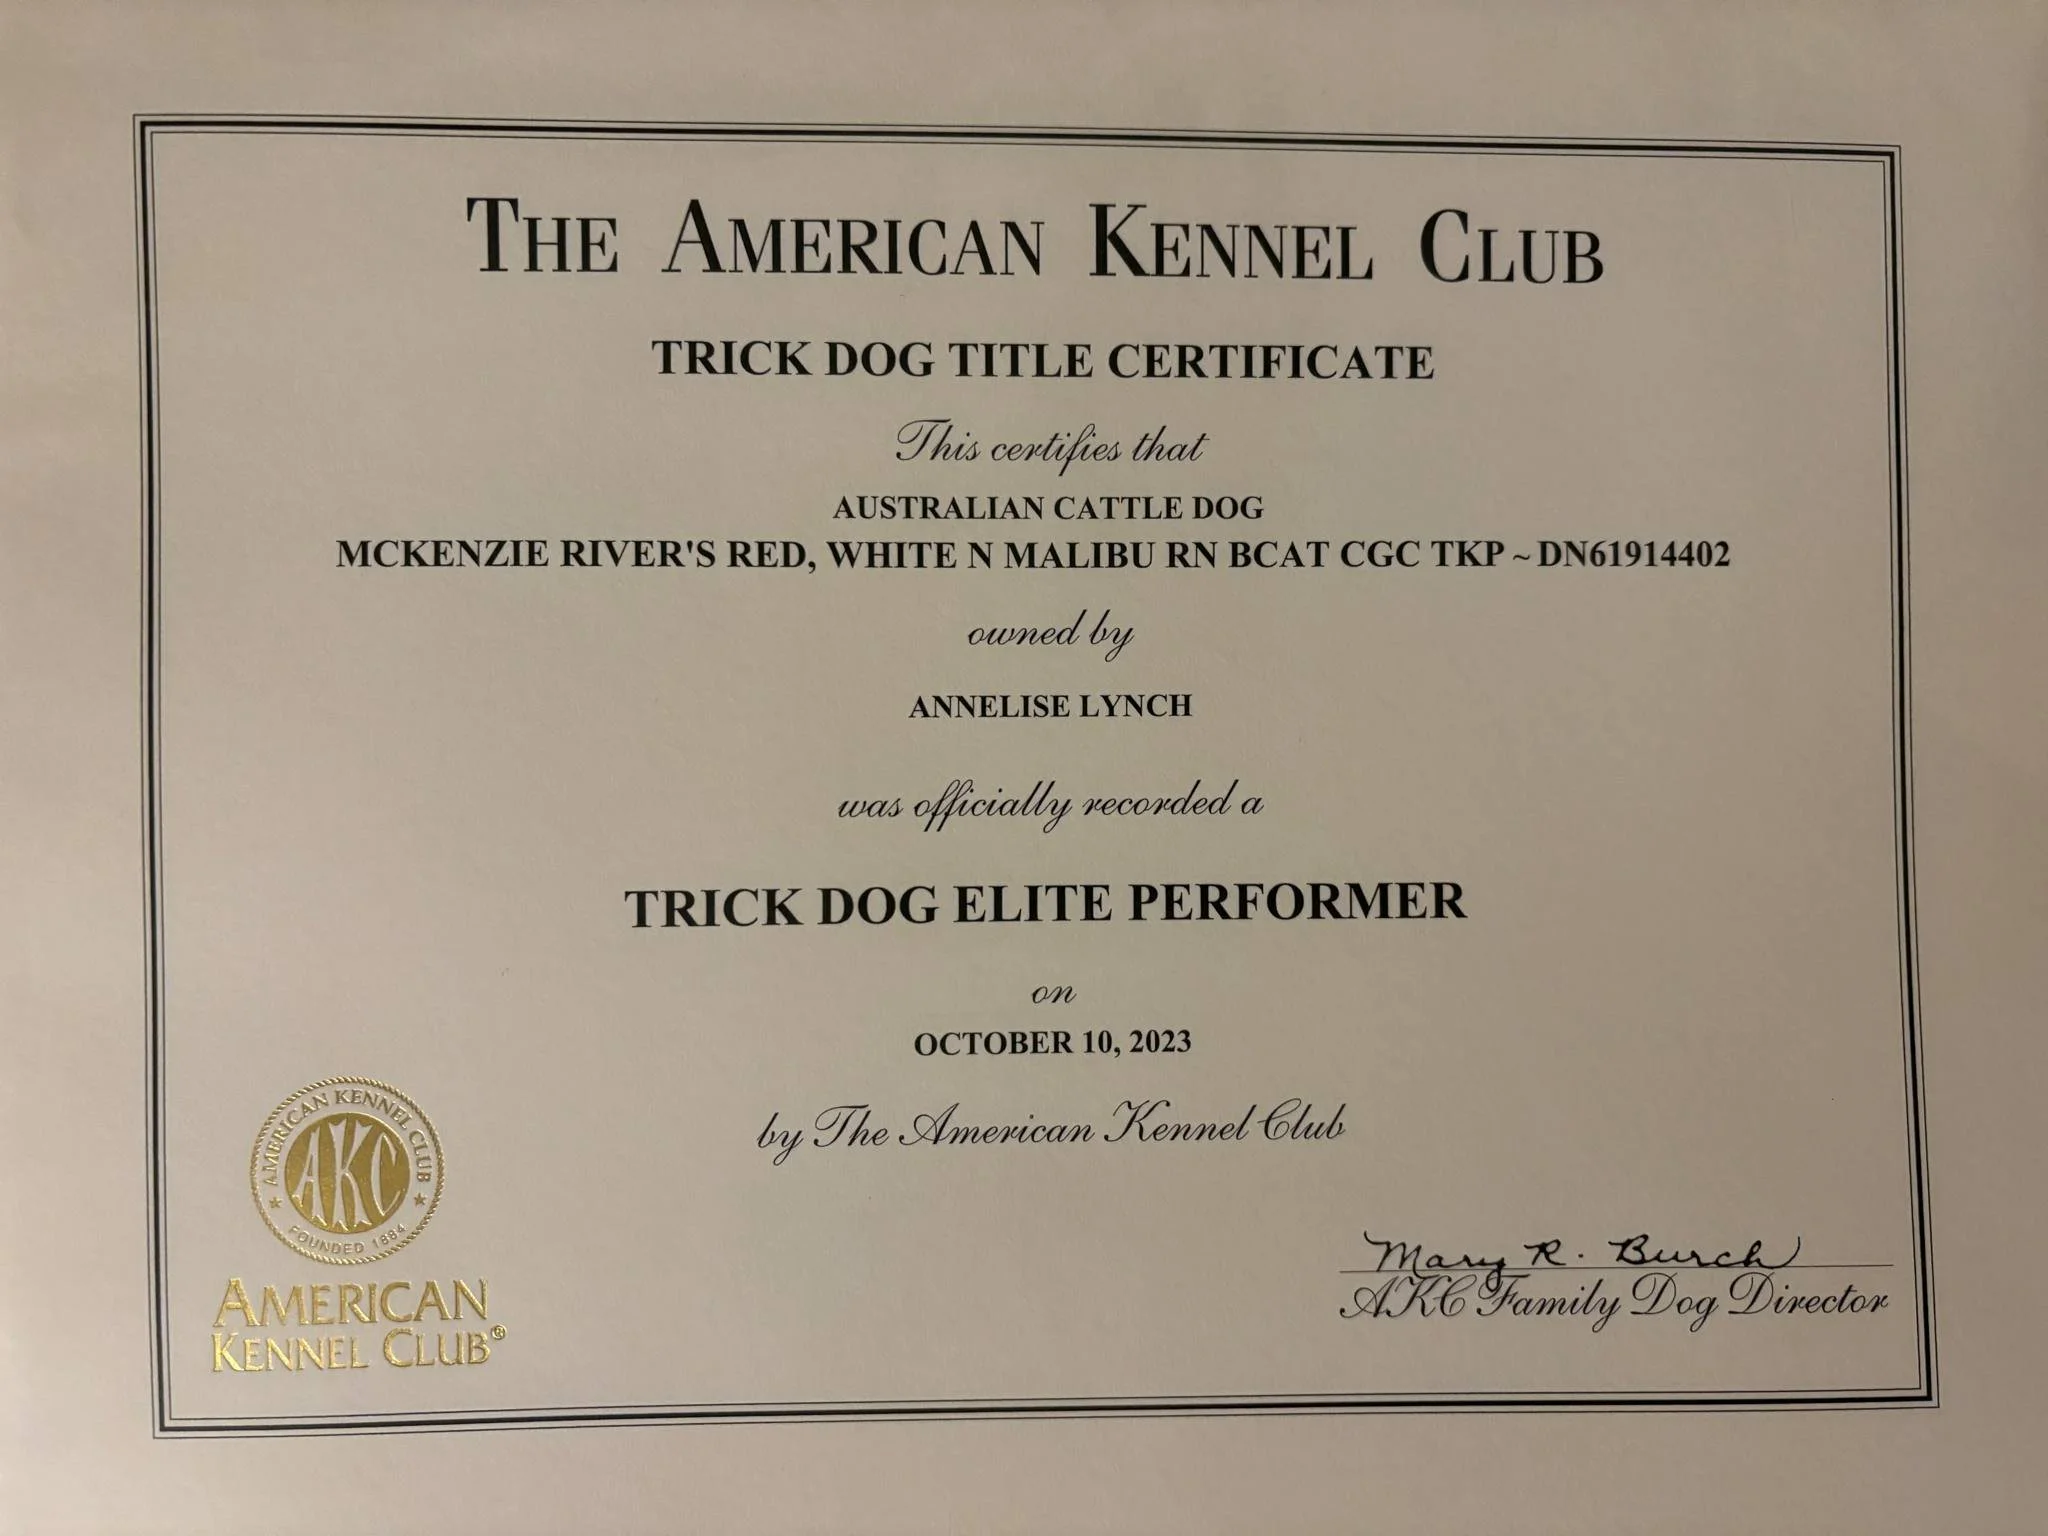 THE AMERICAN KENNEL CLUB
TRICK DOG TITLE CERTIFICATE
This certifies that
AUSTRALIAN CATTLE DOG
MCKENZIE RIVER'S RED, WHITE N MALIBU RN BCAT CGC TKP ~ DN61914402
owned by
ANNELISE LYNCH
was officially recorded a
TRICK DOG ELITE PERFORMER
on
OCTOBER 10, 2023
by The American Kennel Club
AMERICAN KENNEL CLUB
AKC
FOUNDED 1884
AMERICAN
KENNEL CLUB®
Mary R. Burch
AKC Family Dog Director